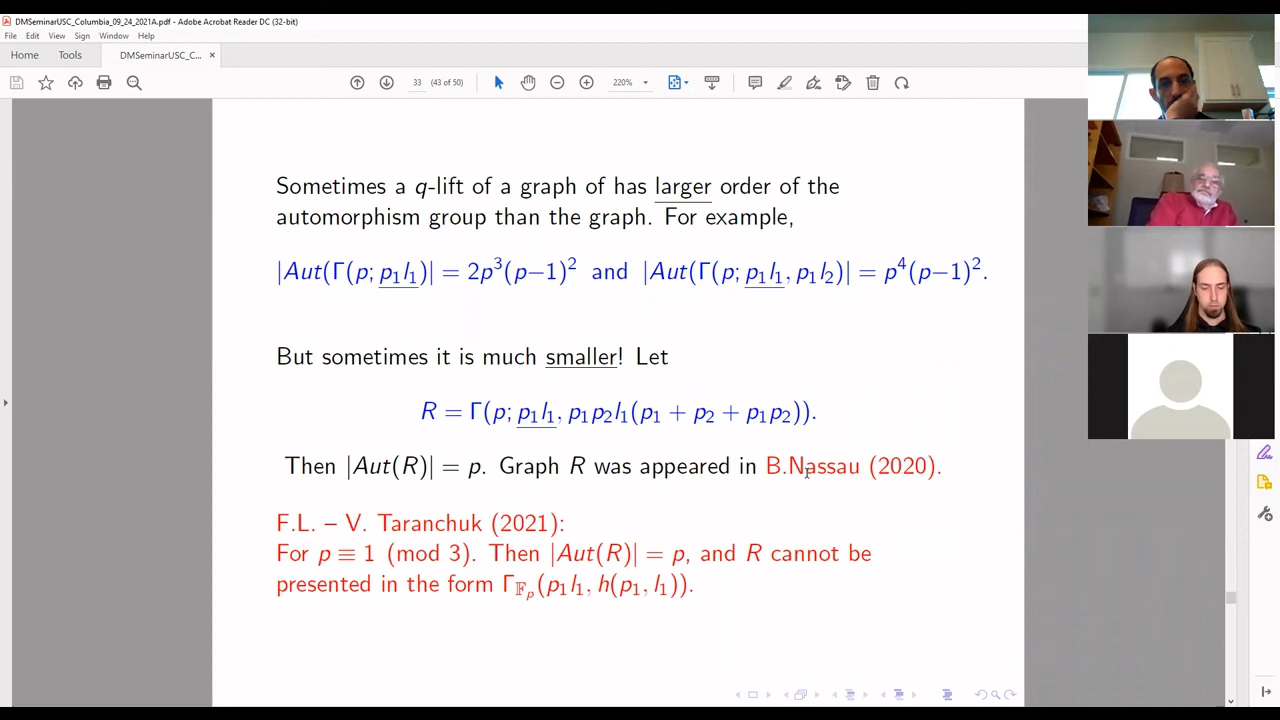 DMSeminarUSC_Columbia_09_24_2021A.pdf - Adobe Acrobat Reader DC (32-bit)
File Edit View Sign Window Help
Home Tools DMSeminarUSC_C... ×
33 (43 of 50) 220%
Sometimes a q-lift of a graph of has larger order of the
automorphism group than the graph. For example,
|Aut(Γ(p; p₁l₁)| = 2p³(p−1)² and |Aut(Γ(p; p₁l₁, p₁l₂)| = p⁴(p−1)².
But sometimes it is much smaller! Let
R = Γ(p; p₁l₁, p₁p₂l₁(p₁ + p₂ + p₁p₂)).
Then |Aut(R)| = p. Graph R was appeared in B.Nassau (2020).
F.L. – V. Taranchuk (2021):
For p ≡ 1 (mod 3). Then |Aut(R)| = p, and R cannot be
presented in the form Γ_𝔽ₚ(p₁l₁, h(p₁, l₁)).